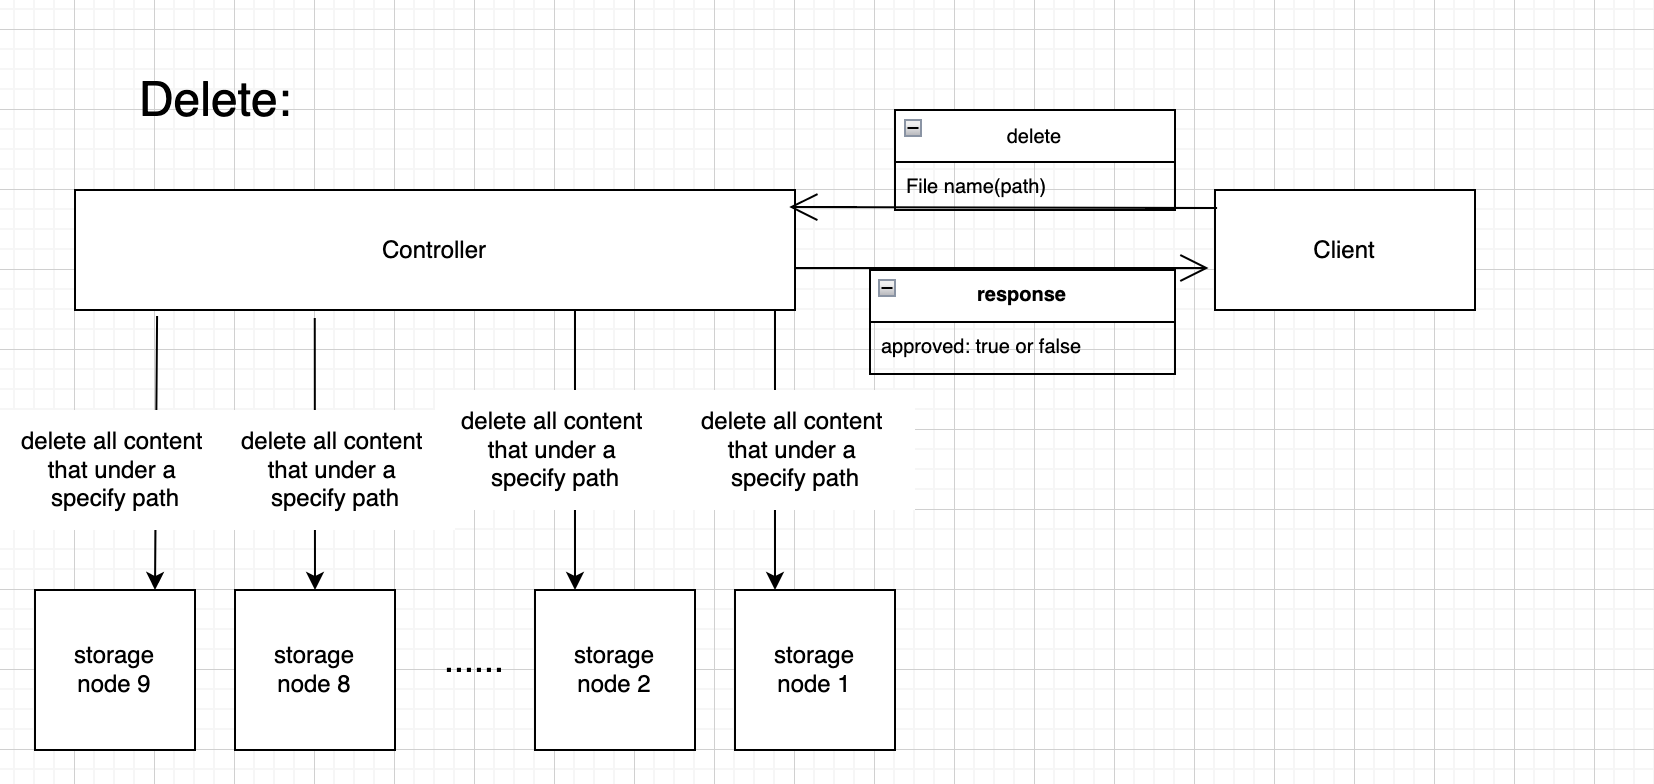 Delete:
delete
File name(path)
Controller
Client
response
approved: true or false
delete all content
that under a
specify path
delete all content
that under a
specify path
delete all content
that under a
specify path
delete all content
that under a
specify path
storage
node 9
storage
node 8
......
storage
node 2
storage
node 1